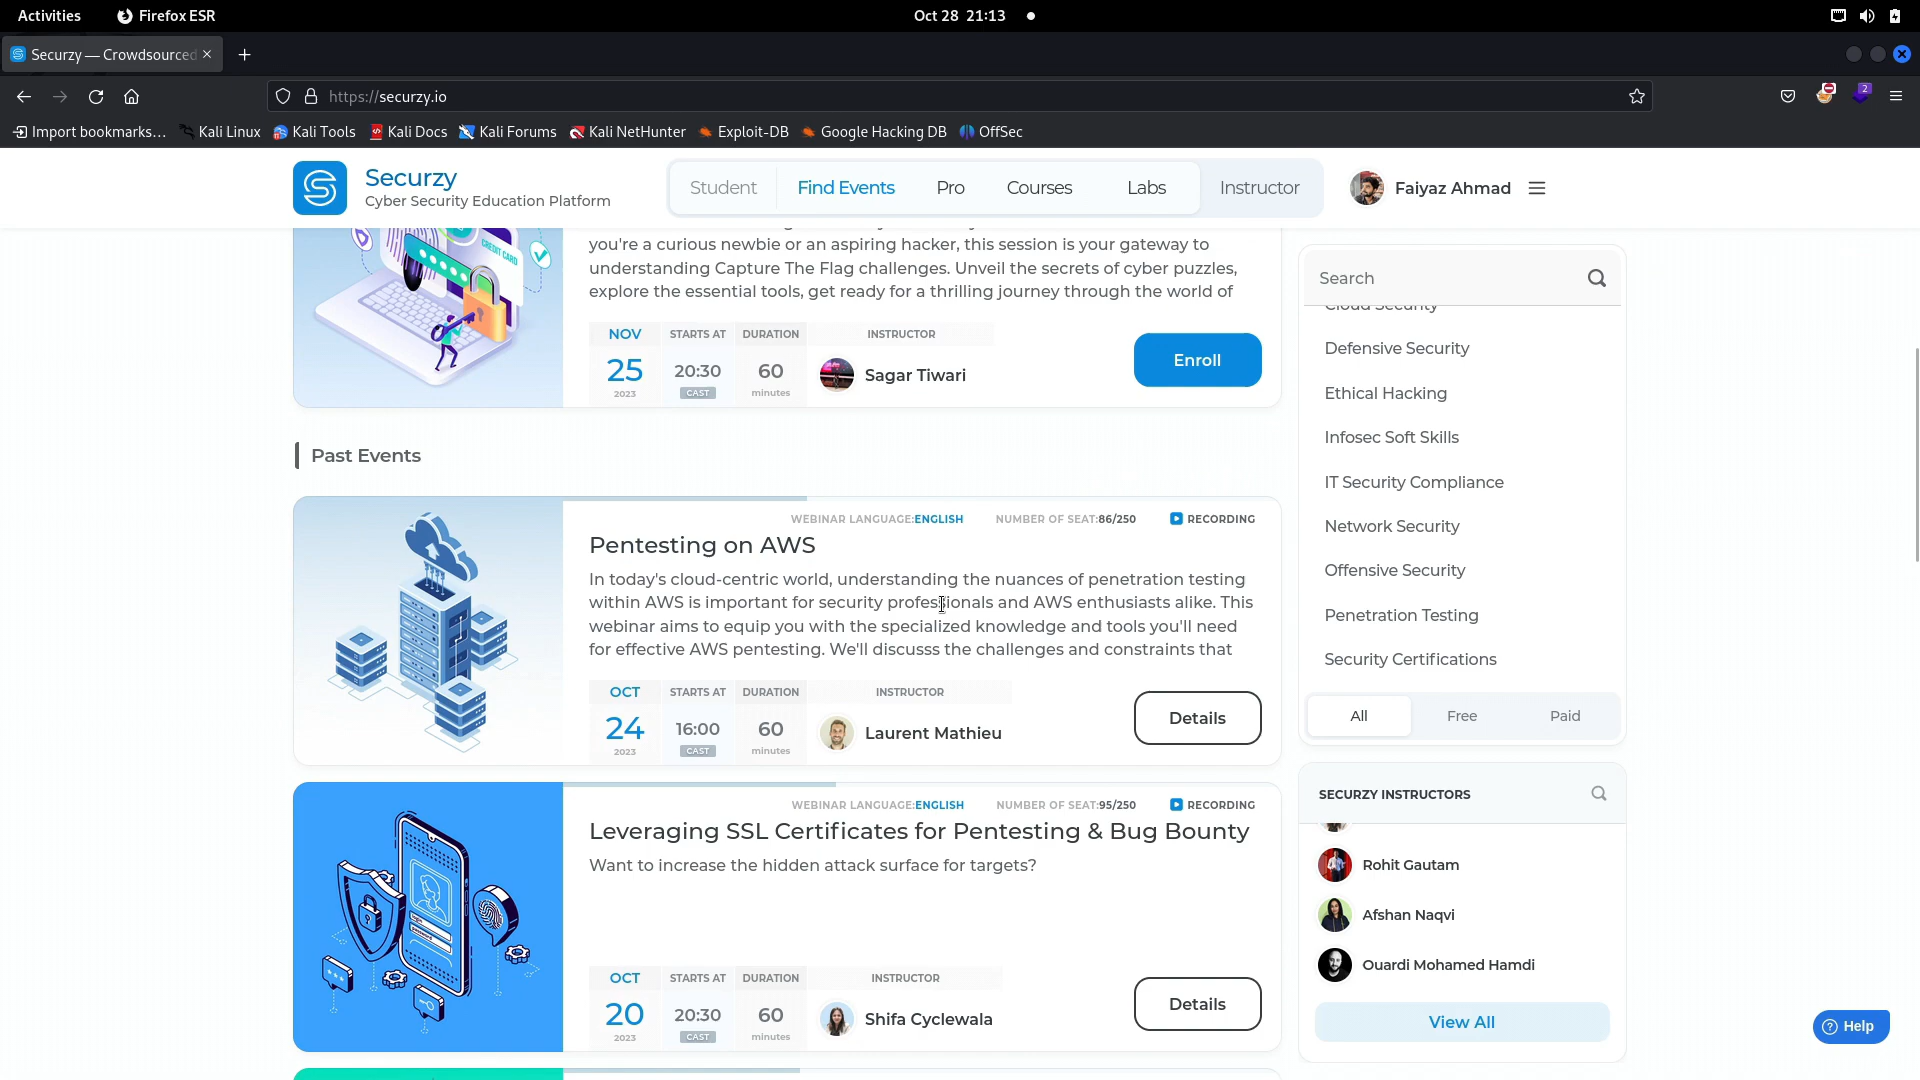 Activities
Firefox ESR
Oct 28 21:13
Securzy — Crowdsourced
https://securzy.io
2
Import bookmarks…
Kali Linux
Kali Tools
Kali Docs
Kali Forums
Kali NetHunter
Exploit-DB
Google Hacking DB
OffSec
Securzy
Cyber Security Education Platform
Student
Find Events
Pro
Courses
Labs
Instructor
Faiyaz Ahmad
CREDIT CARD
you're a curious newbie or an aspiring hacker, this session is your gateway to
understanding Capture The Flag challenges. Unveil the secrets of cyber puzzles,
explore the essential tools, get ready for a thrilling journey through the world of
NOV
25
2023
STARTS AT
20:30
CAST
DURATION
60
minutes
INSTRUCTOR
Sagar Tiwari
Enroll
Past Events
WEBINAR LANGUAGE:ENGLISH
NUMBER OF SEAT:86/250
RECORDING
Pentesting on AWS
In today's cloud-centric world, understanding the nuances of penetration testing
within AWS is important for security professionals and AWS enthusiasts alike. This
webinar aims to equip you with the specialized knowledge and tools you'll need
for effective AWS pentesting. We'll discusss the challenges and constraints that
OCT
24
2023
STARTS AT
16:00
CAST
DURATION
60
minutes
INSTRUCTOR
Laurent Mathieu
Details
WEBINAR LANGUAGE:ENGLISH
NUMBER OF SEAT:95/250
RECORDING
Leveraging SSL Certificates for Pentesting & Bug Bounty
Want to increase the hidden attack surface for targets?
OCT
20
2023
STARTS AT
20:30
CAST
DURATION
60
minutes
INSTRUCTOR
Shifa Cyclewala
Details
Search
Cloud Security
Defensive Security
Ethical Hacking
Infosec Soft Skills
IT Security Compliance
Network Security
Offensive Security
Penetration Testing
Security Certifications
All
Free
Paid
SECURZY INSTRUCTORS
Rohit Gautam
Afshan Naqvi
Ouardi Mohamed Hamdi
View All
Help